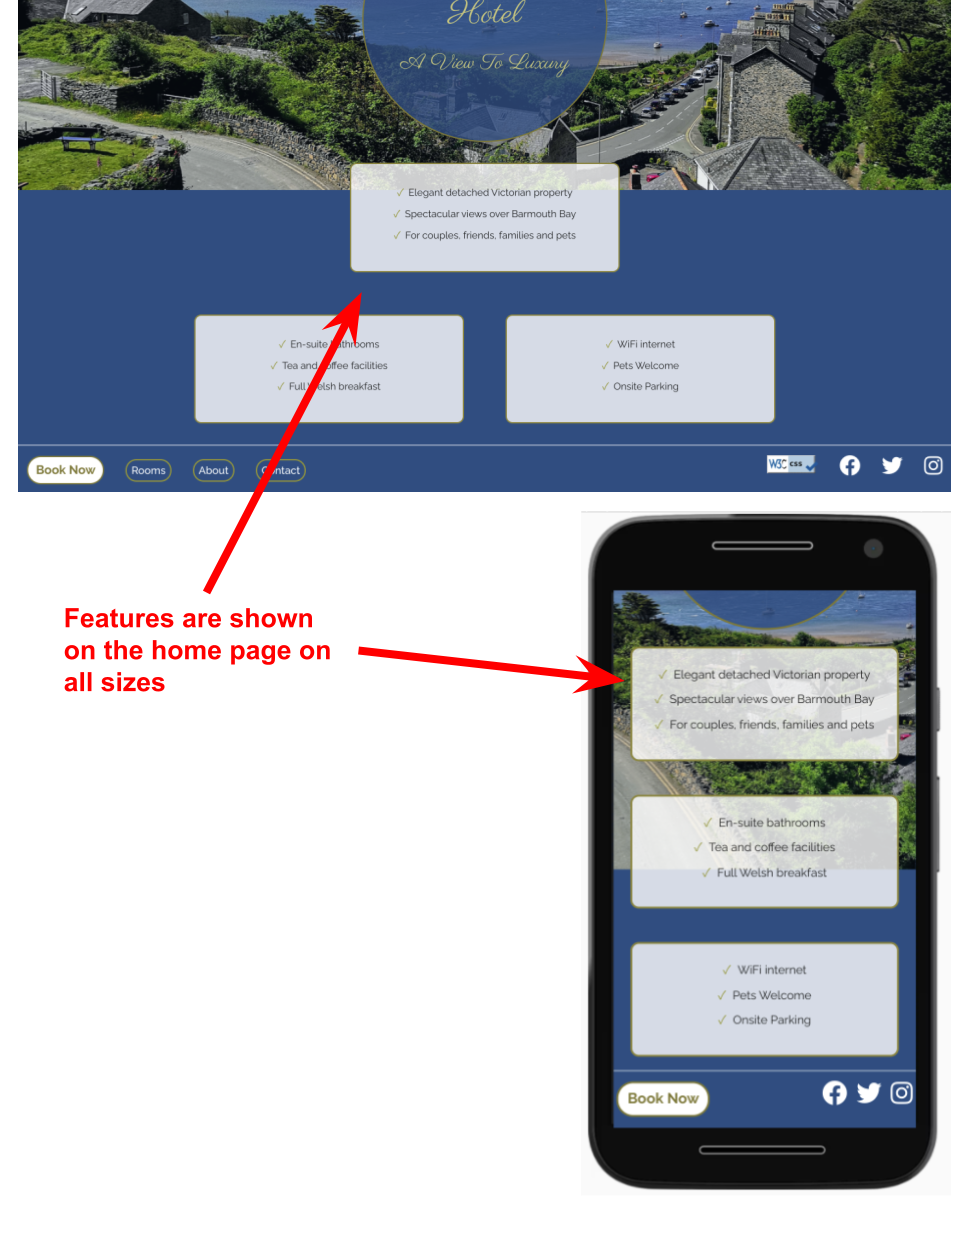 Hotel
A View To Luxury
✓ Elegant detached Victorian property
✓ Spectacular views over Barmouth Bay
✓ For couples, friends, families and pets
✓ En-suite bathrooms
✓ Tea and coffee facilities
✓ Full Welsh breakfast
✓ WiFi internet
✓ Pets Welcome
✓ Onsite Parking
Book Now
Rooms
About
Contact
W3C css
Features are shown
on the home page on
all sizes
✓ Elegant detached Victorian property
✓ Spectacular views over Barmouth Bay
✓ For couples, friends, families and pets
✓ En-suite bathrooms
✓ Tea and coffee facilities
✓ Full Welsh breakfast
✓ WiFi internet
✓ Pets Welcome
✓ Onsite Parking
Book Now